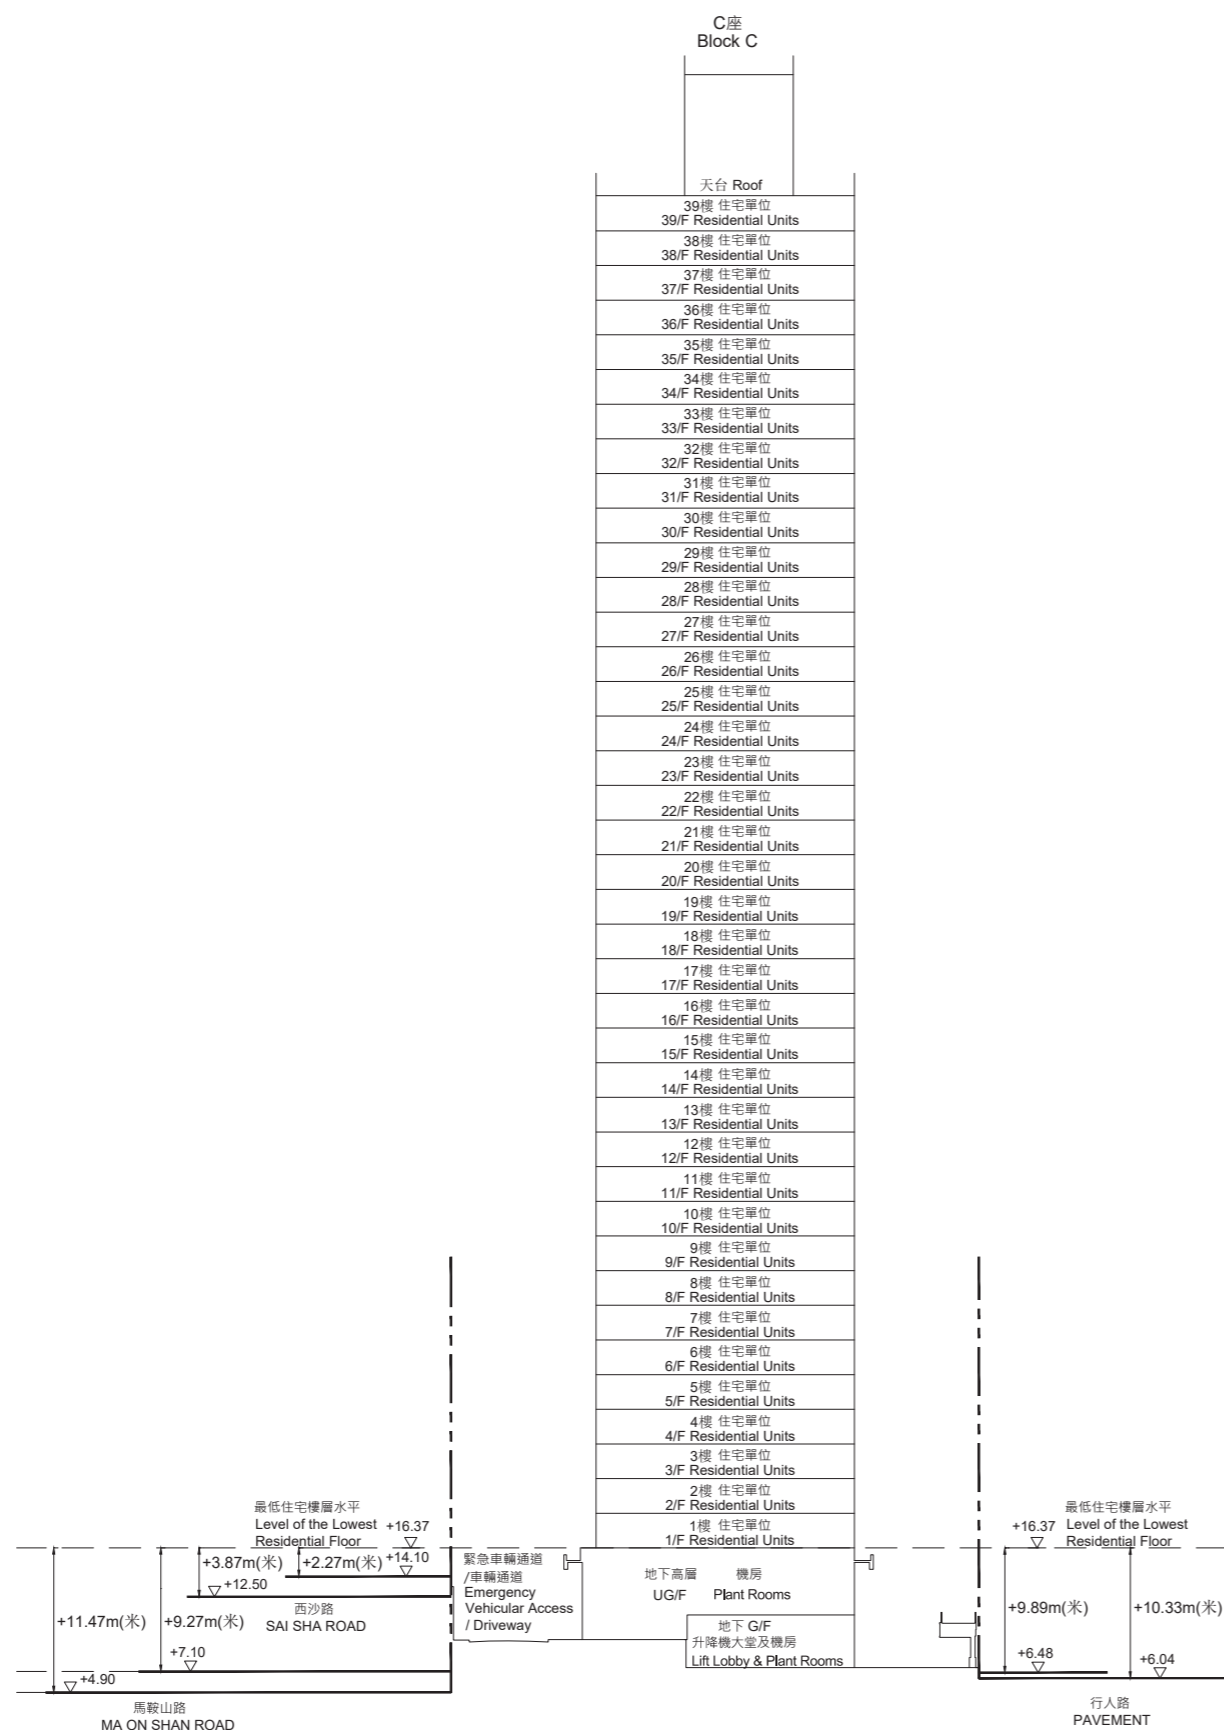 C座
Block C
天台 Roof
39樓 住宅單位
39/F Residential Units
38樓 住宅單位
38/F Residential Units
37樓 住宅單位
37/F Residential Units
36樓 住宅單位
36/F Residential Units
35樓 住宅單位
35/F Residential Units
34樓 住宅單位
34/F Residential Units
33樓 住宅單位
33/F Residential Units
32樓 住宅單位
32/F Residential Units
31樓 住宅單位
31/F Residential Units
30樓 住宅單位
30/F Residential Units
29樓 住宅單位
29/F Residential Units
28樓 住宅單位
28/F Residential Units
27樓 住宅單位
27/F Residential Units
26樓 住宅單位
26/F Residential Units
25樓 住宅單位
25/F Residential Units
24樓 住宅單位
24/F Residential Units
23樓 住宅單位
23/F Residential Units
22樓 住宅單位
22/F Residential Units
21樓 住宅單位
21/F Residential Units
20樓 住宅單位
20/F Residential Units
19樓 住宅單位
19/F Residential Units
18樓 住宅單位
18/F Residential Units
17樓 住宅單位
17/F Residential Units
16樓 住宅單位
16/F Residential Units
15樓 住宅單位
15/F Residential Units
14樓 住宅單位
14/F Residential Units
13樓 住宅單位
13/F Residential Units
12樓 住宅單位
12/F Residential Units
11樓 住宅單位
11/F Residential Units
10樓 住宅單位
10/F Residential Units
9樓 住宅單位
9/F Residential Units
8樓 住宅單位
8/F Residential Units
7樓 住宅單位
7/F Residential Units
6樓 住宅單位
6/F Residential Units
5樓 住宅單位
5/F Residential Units
4樓 住宅單位
4/F Residential Units
3樓 住宅單位
3/F Residential Units
2樓 住宅單位
2/F Residential Units
1樓 住宅單位
1/F Residential Units
最低住宅樓層水平
Level of the Lowest
Residential Floor
+16.37
+3.87m(米)
+2.27m(米)
+14.10
+12.50
西沙路
SAI SHA ROAD
+11.47m(米)
+9.27m(米)
+7.10
+4.90
馬鞍山路
MA ON SHAN ROAD
緊急車輛通道
/車輛通道
Emergency
Vehicular Access
/ Driveway
地下高層 機房
UG/F Plant Rooms
地下 G/F
升降機大堂及機房
Lift Lobby & Plant Rooms
最低住宅樓層水平
+16.37 Level of the Lowest
Residential Floor
+9.89m(米)
+10.33m(米)
+6.48
+6.04
行人路
PAVEMENT